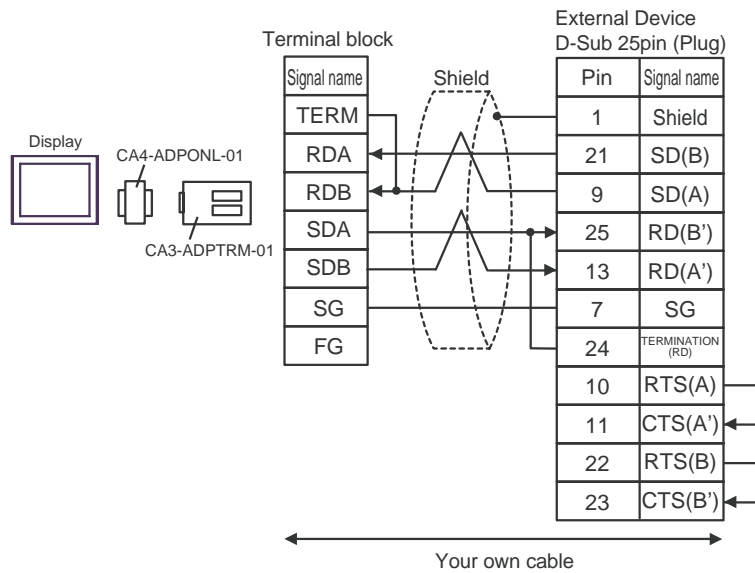 External Device
D-Sub 25pin (Plug)
Terminal block
Signal name
Shield
Pin Signal name
TERM
1 Shield
Display
CA4-ADPONL-01
RDA
21 SD(B)
RDB
9 SD(A)
SDA
25 RD(B')
CA3-ADPTRM-01
SDB
13 RD(A')
SG
7 SG
FG
24 TERMINATION
(RD)
10 RTS(A)
11 CTS(A')
22 RTS(B)
23 CTS(B')
Your own cable